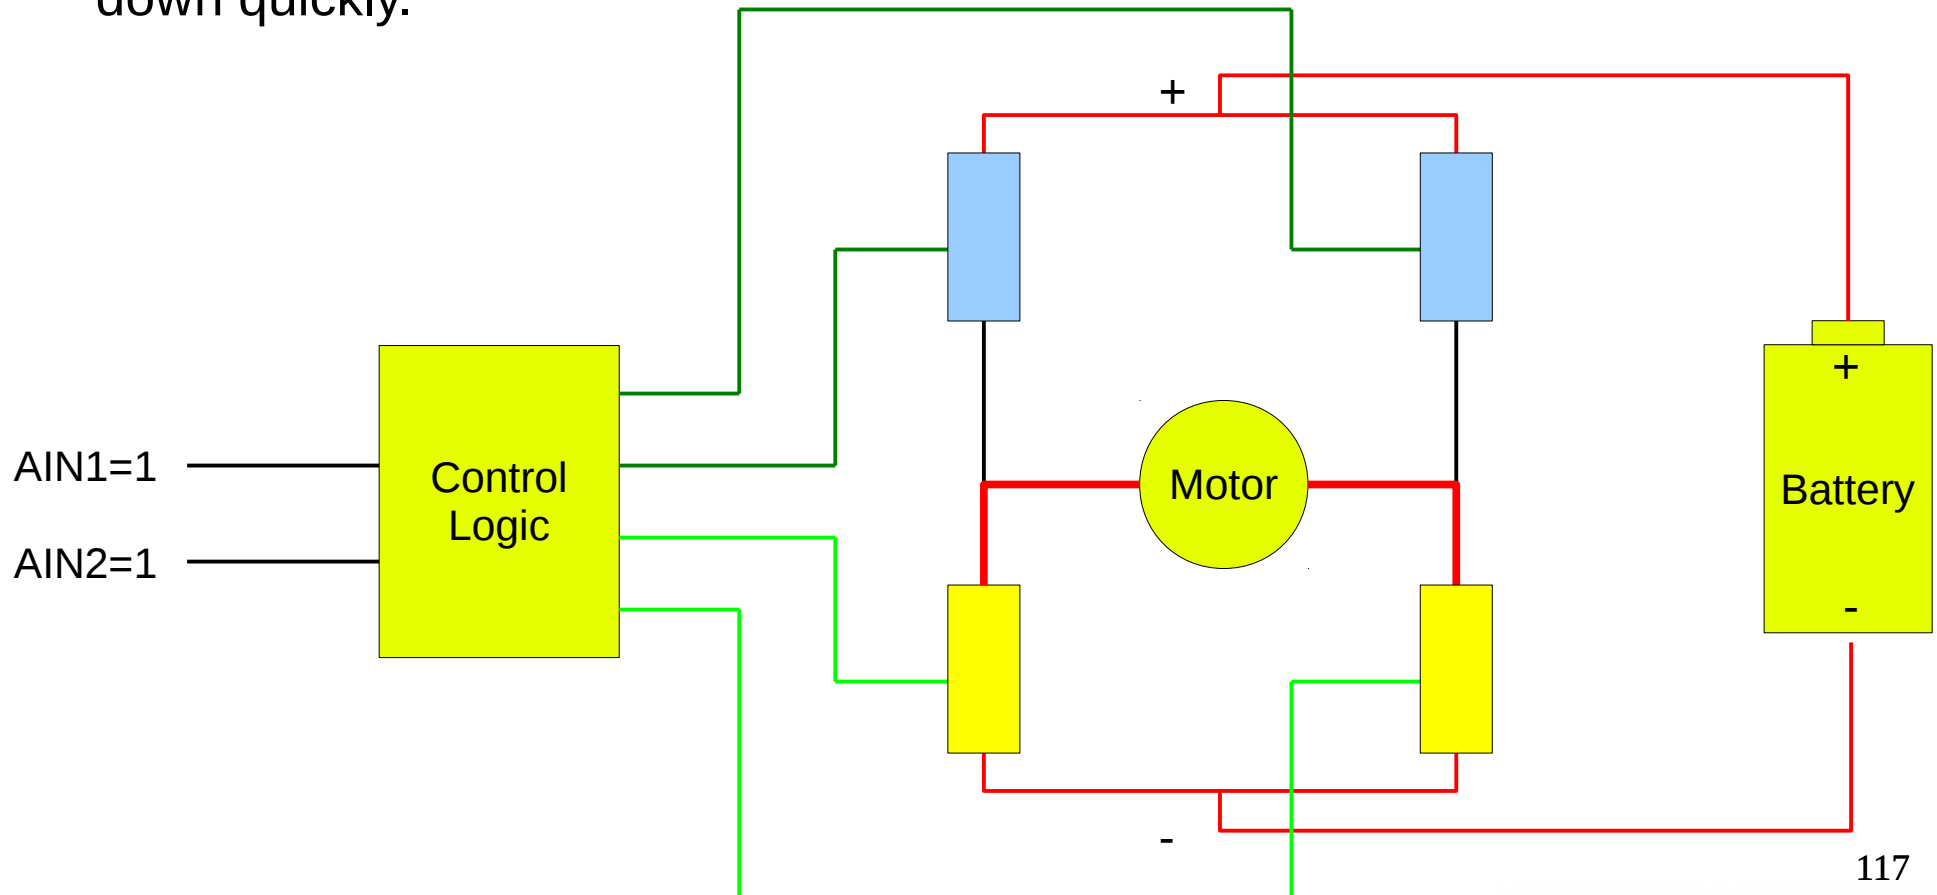 down quickly.
+
+
AIN1=1
Control
Logic
Motor
Battery
AIN2=1
-
-
117